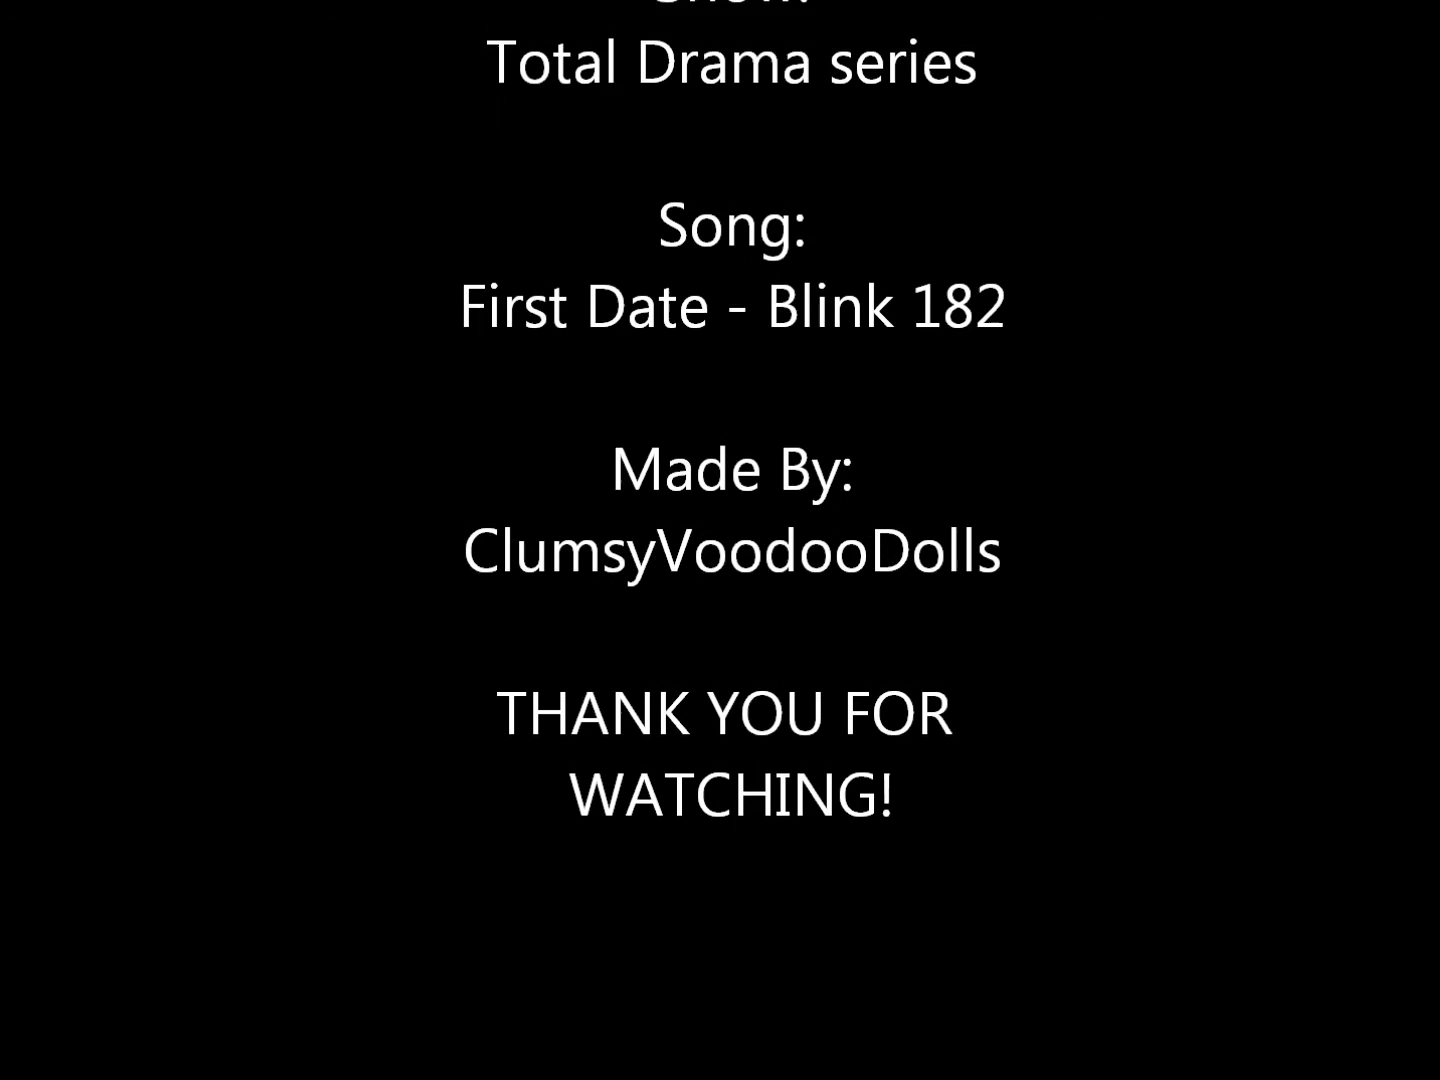 Total Drama series
Song:
First Date - Blink 182
Made By:
ClumsyVoodooDolls
THANK YOU FOR
WATCHING!